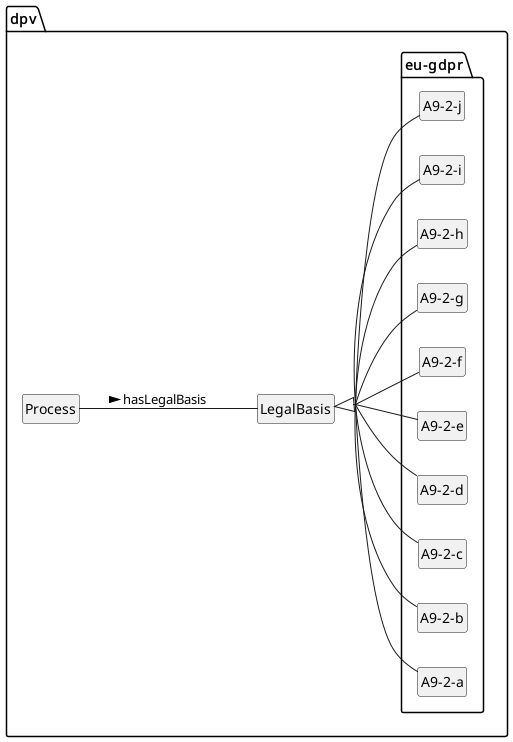 dpv
eu-gdpr
A9-2-j
A9-2-i
A9-2-h
A9-2-g
A9-2-f
A9-2-e
A9-2-d
A9-2-c
A9-2-b
A9-2-a
Process
hasLegalBasis
LegalBasis